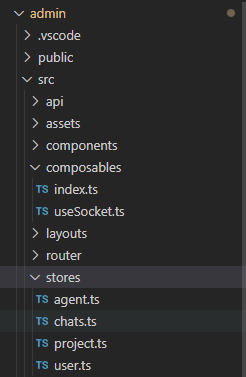 admin
.vscode
public
src
api
assets
components
composables
TS index.ts
TS useSocket.ts
layouts
router
stores
TS agent.ts
TS chats.ts
TS project.ts
TS user.ts